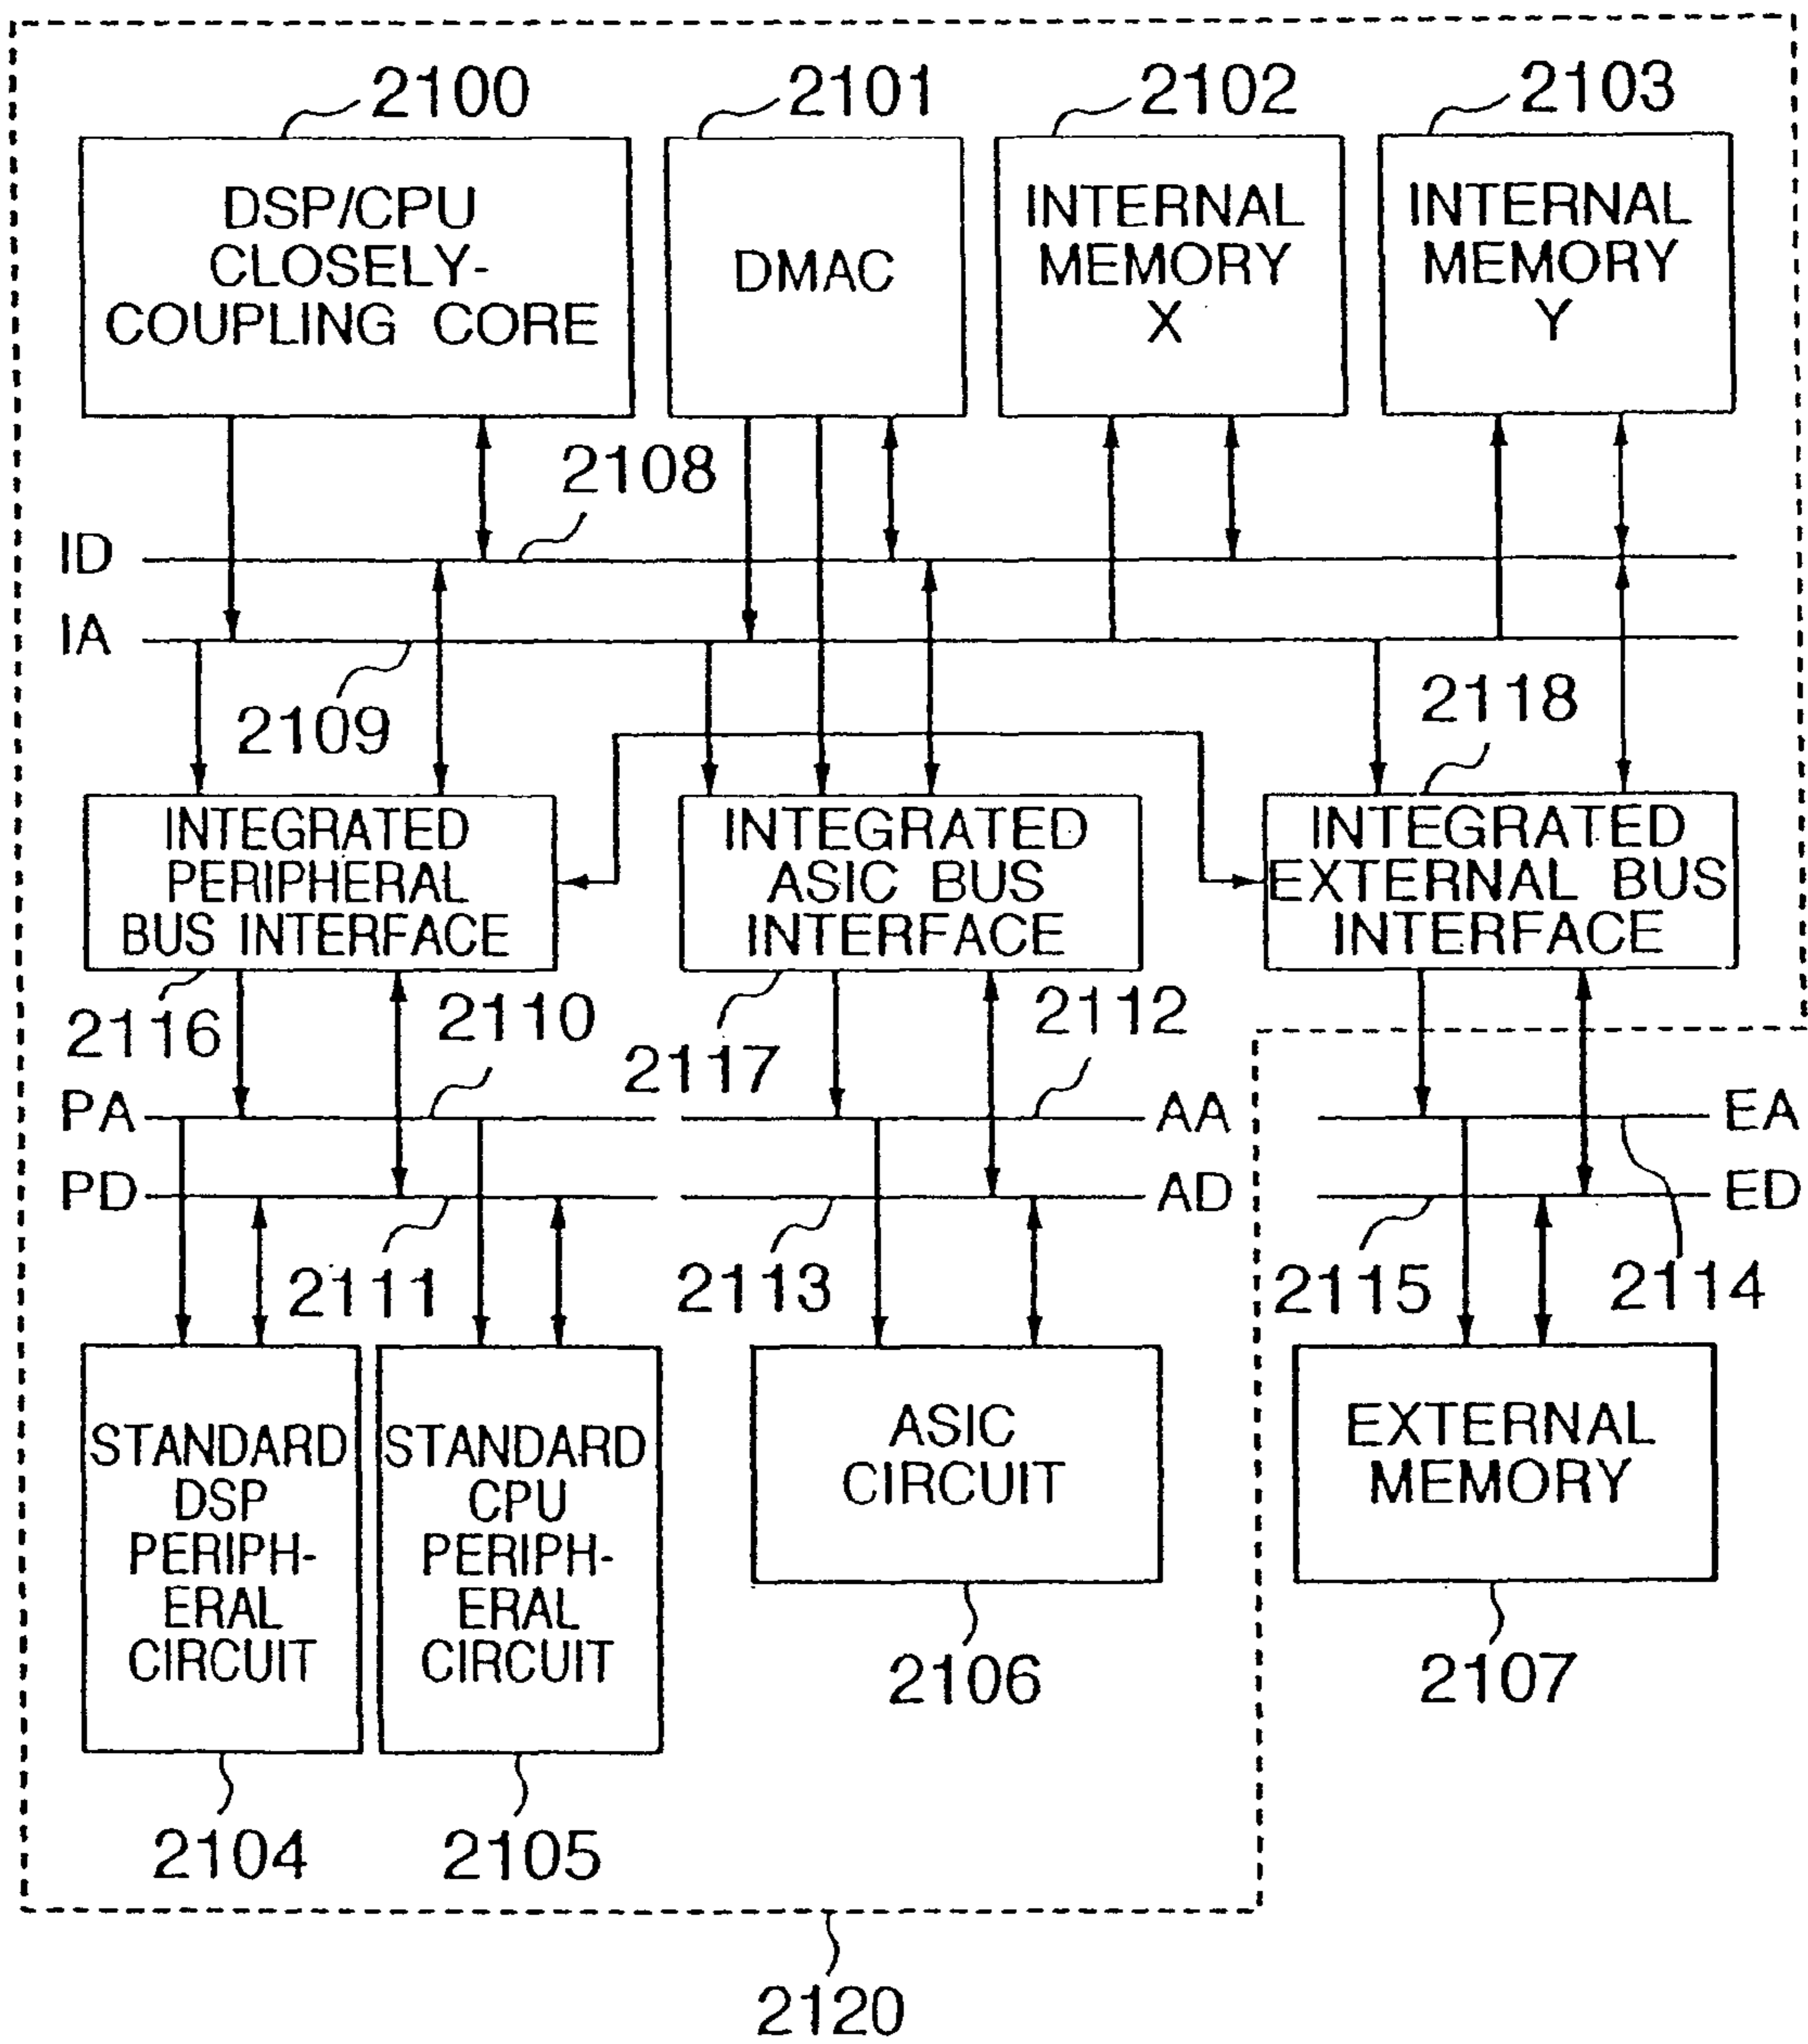 2100
2101
2102
2103
DSP/CPU
CLOSELY-
COUPLING CORE
DMAC
INTERNAL
MEMORY
X
INTERNAL
MEMORY
Y
2108
ID
IA
2109
2118
INTEGRATED
PERIPHERAL
BUS INTERFACE
INTEGRATED
ASIC BUS
INTERFACE
INTEGRATED
EXTERNAL BUS
INTERFACE
2116
2110
2117
2112
PA
AA
EA
PD
AD
ED
2111
2113
2115
2114
STANDARD
DSP
PERIPH-
ERAL
CIRCUIT
STANDARD
CPU
PERIPH-
ERAL
CIRCUIT
ASIC
CIRCUIT
EXTERNAL
MEMORY
2106
2107
2104
2105
2120